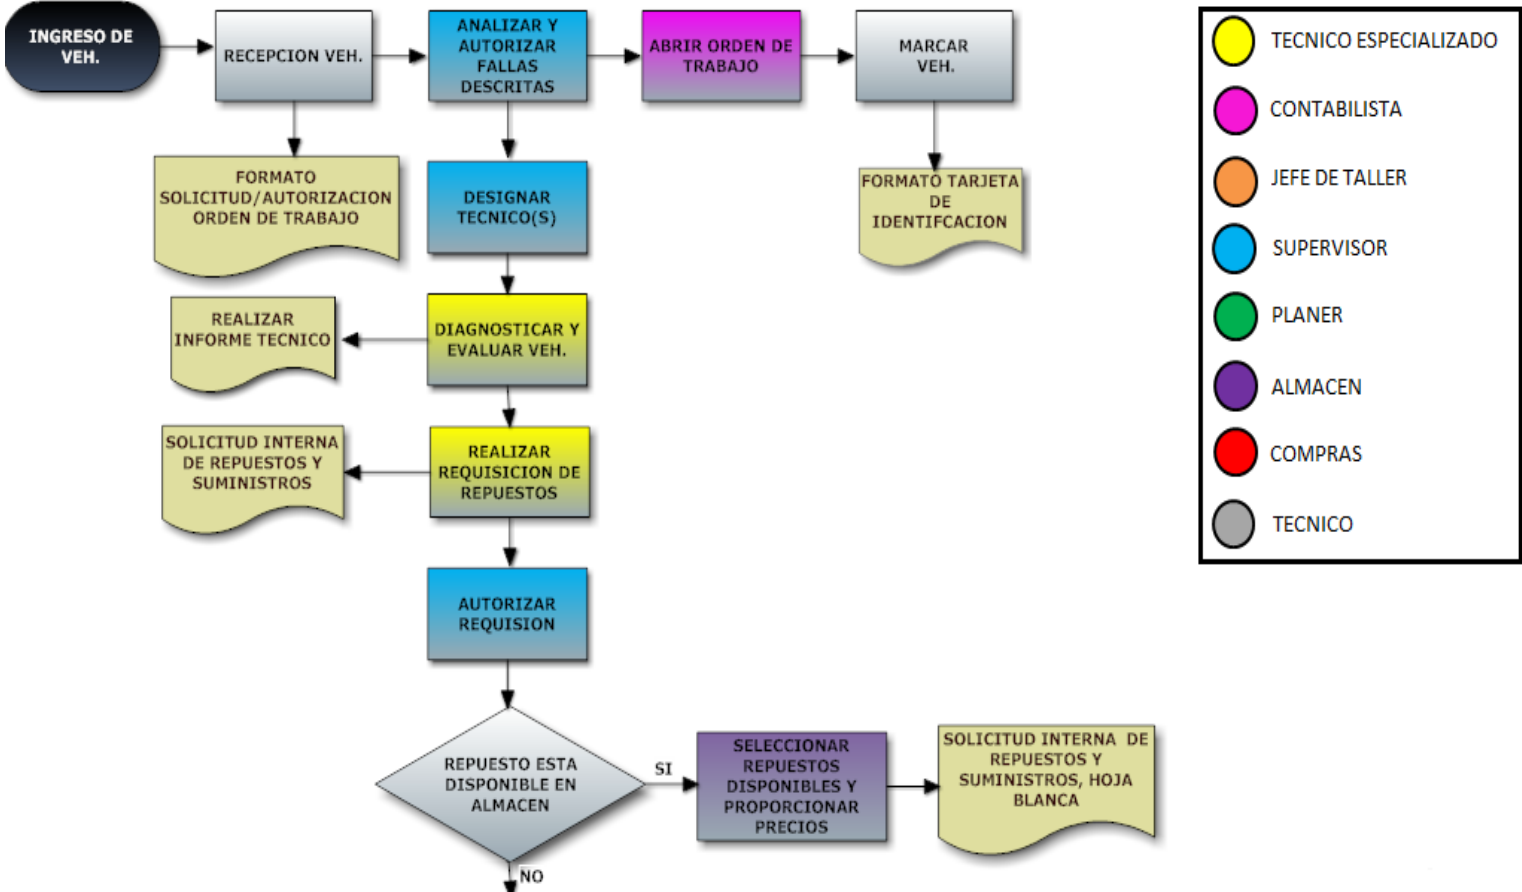 INGRESO DE
VEH.
RECEPCION VEH.
ANALIZAR Y
AUTORIZAR
FALLAS
DESCRITAS
ABRIR ORDEN DE
TRABAJO
MARCAR
VEH.
FORMATO
SOLICITUD/AUTORIZACION
ORDEN DE TRABAJO
DESIGNAR
TECNICO(S)
FORMATO TARJETA
DE
IDENTIFCACION
REALIZAR
INFORME TECNICO
DIAGNOSTICAR Y
EVALUAR VEH.
SOLICITUD INTERNA
DE REPUESTOS Y
SUMINISTROS
REALIZAR
REQUISICION DE
REPUESTOS
AUTORIZAR
REQUISION
REPUESTO ESTA
DISPONIBLE EN
ALMACEN
SI
SELECCIONAR
REPUESTOS
DISPONIBLES Y
PROPORCIONAR
PRECIOS
SOLICITUD INTERNA DE
REPUESTOS Y
SUMINISTROS, HOJA
BLANCA
NO
TECNICO ESPECIALIZADO
CONTABILISTA
JEFE DE TALLER
SUPERVISOR
PLANER
ALMACEN
COMPRAS
TECNICO